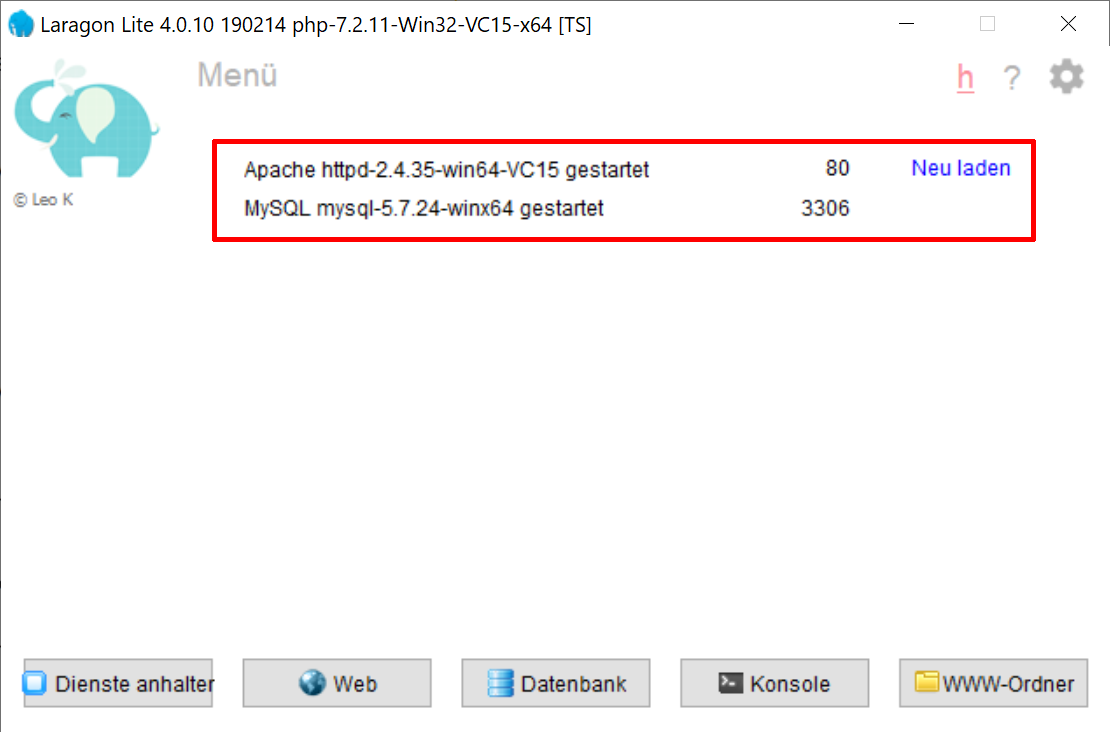 Laragon Lite 4.0.10 190214 php-7.2.11-Win32-VC15-x64 [TS]
Menü
h ?
© Leo K
Apache httpd-2.4.35-win64-VC15 gestartet 80 Neu laden
MySQL mysql-5.7.24-winx64 gestartet 3306
Dienste anhalter Web Datenbank Konsole WWW-Ordner